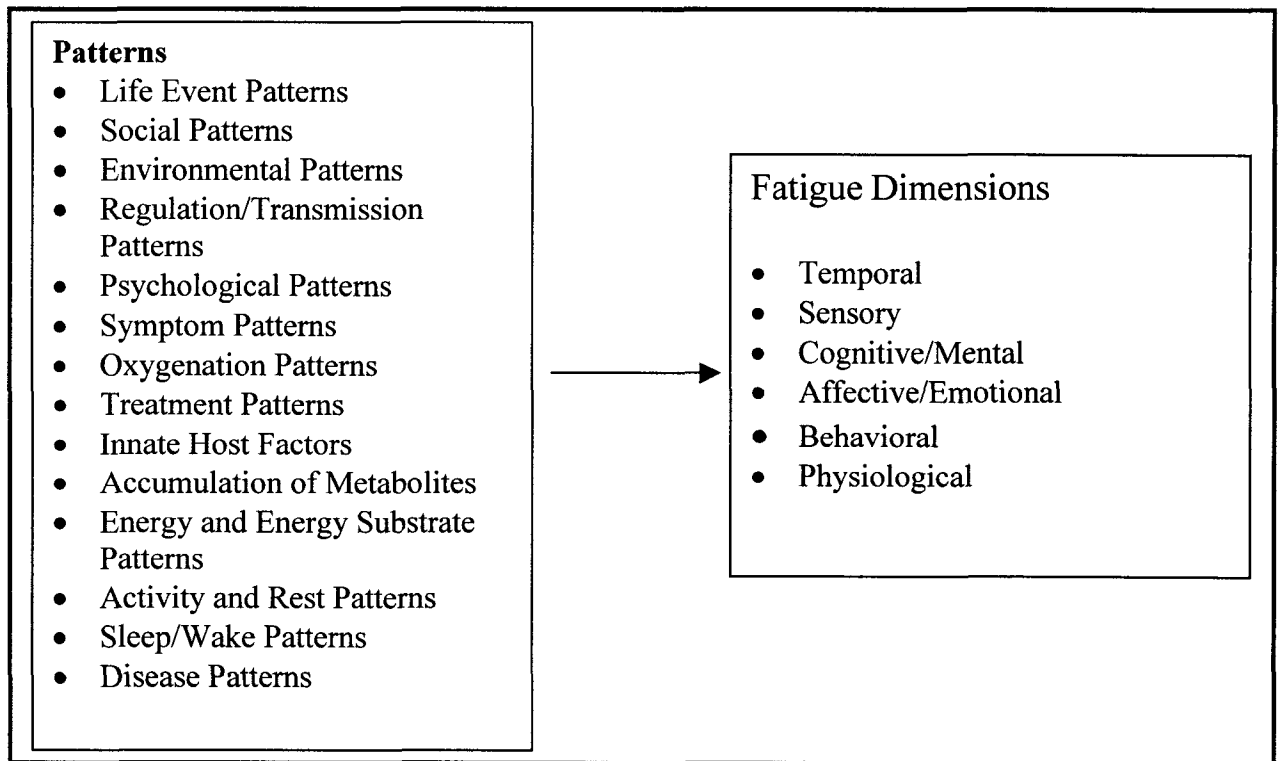 Patterns
• Life Event Patterns
• Social Patterns
• Environmental Patterns
• Regulation/Transmission
Patterns
• Psychological Patterns
• Symptom Patterns
• Oxygenation Patterns
• Treatment Patterns
• Innate Host Factors
• Accumulation of Metabolites
• Energy and Energy Substrate
Patterns
• Activity and Rest Patterns
• Sleep/Wake Patterns
• Disease Patterns
Fatigue Dimensions
• Temporal
• Sensory
• Cognitive/Mental
• Affective/Emotional
• Behavioral
• Physiological